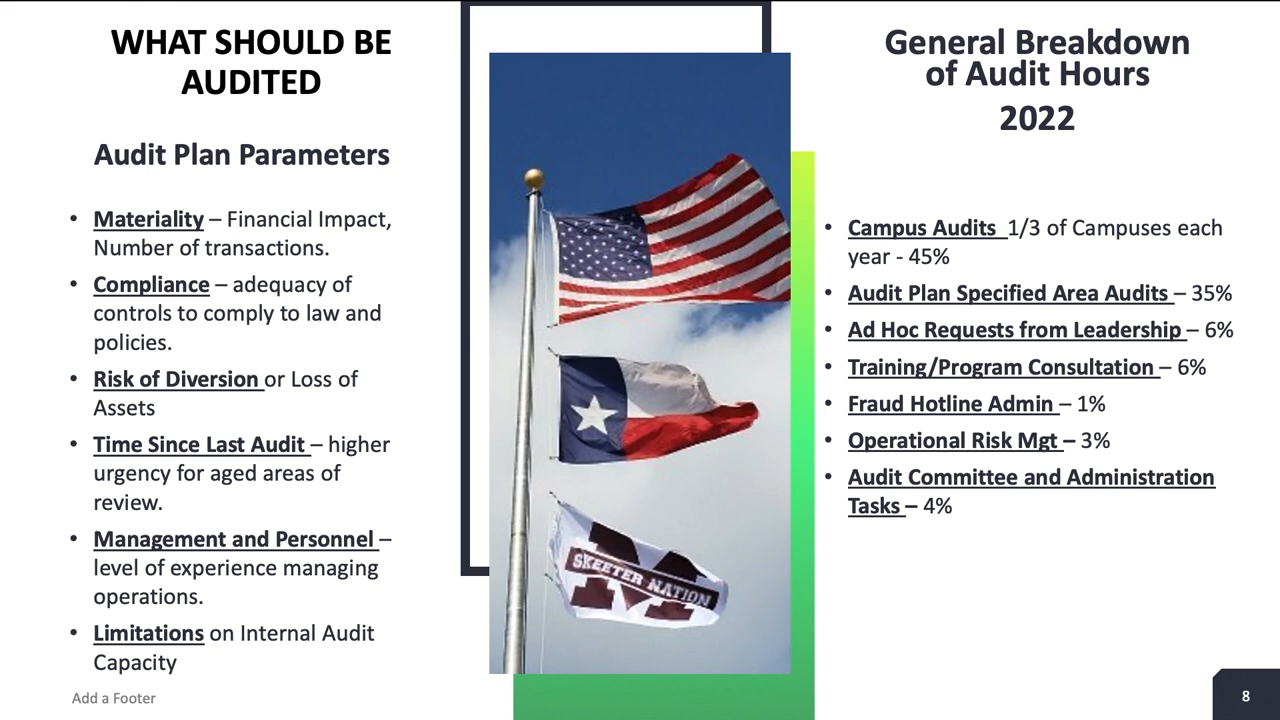 WHAT SHOULD BE
AUDITED
Audit Plan Parameters
• Materiality – Financial Impact,
Number of transactions.
• Compliance – adequacy of
controls to comply to law and
policies.
• Risk of Diversion or Loss of
Assets
• Time Since Last Audit – higher
urgency for aged areas of
review.
• Management and Personnel –
level of experience managing
operations.
• Limitations on Internal Audit
Capacity
Add a Footer
M
SKEETER NATION
General Breakdown
of Audit Hours
2022
• Campus Audits 1/3 of Campuses each
year - 45%
• Audit Plan Specified Area Audits – 35%
• Ad Hoc Requests from Leadership – 6%
• Training/Program Consultation – 6%
• Fraud Hotline Admin – 1%
• Operational Risk Mgt – 3%
• Audit Committee and Administration
Tasks – 4%
8